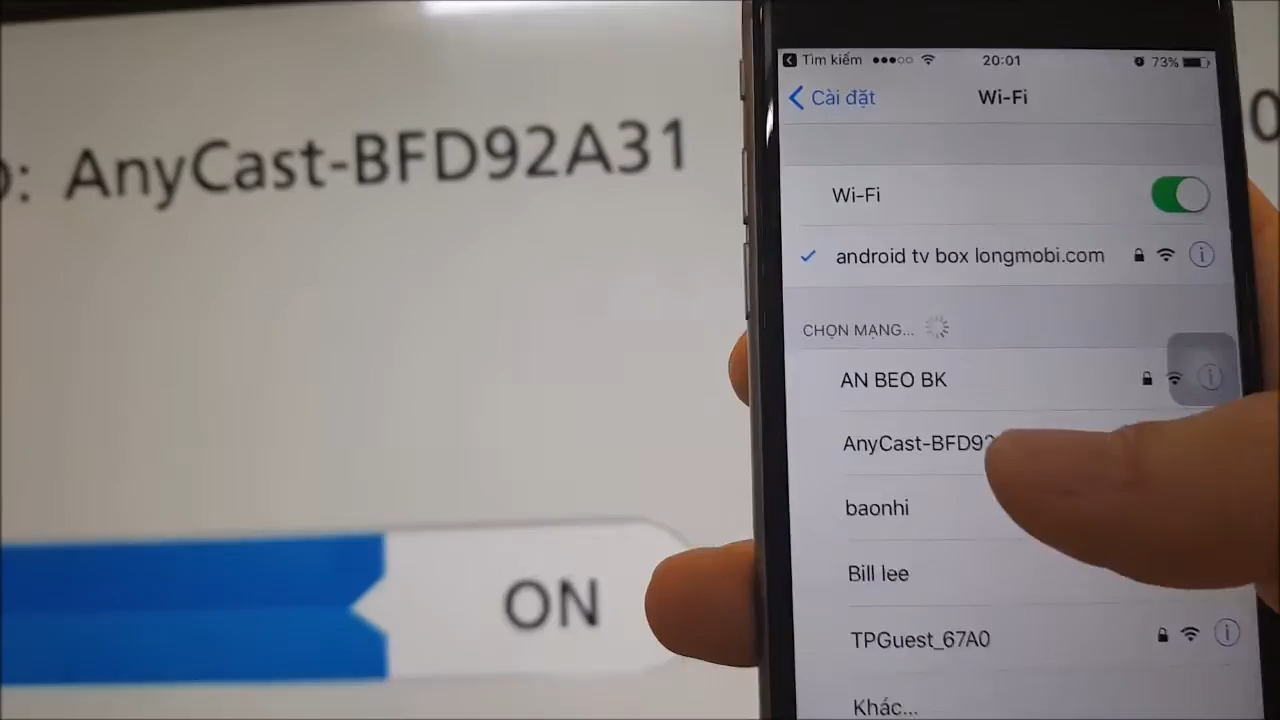 : AnyCast-BFD92A31
ON
Tìm kiếm 20:01 73%
Cài đặt Wi-Fi
Wi-Fi
android tv box longmobi.com
CHỌN MẠNG...
AN BEO BK
AnyCast-BFD92
baonhi
Bill lee
TPGuest_67A0
Khác...